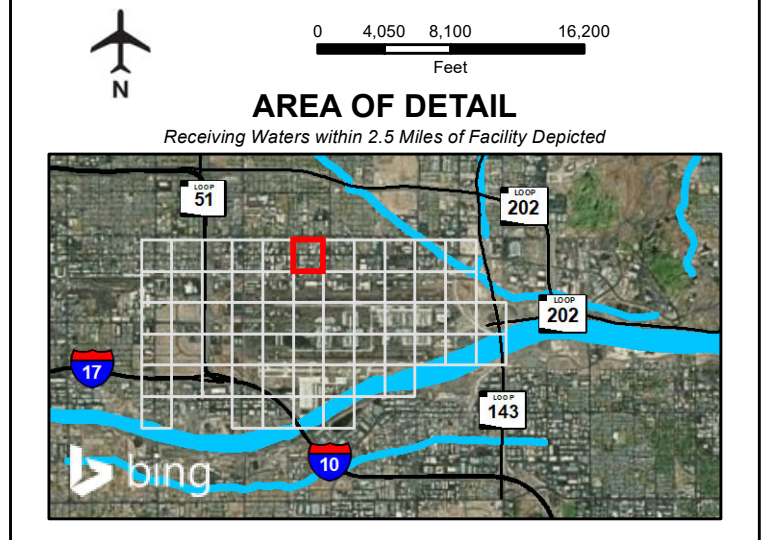 0 4,050 8,100 16,200
Feet
N
AREA OF DETAIL
Receiving Waters within 2.5 Miles of Facility Depicted
LOOP
51
LOOP
202
LOOP
202
17
LOOP
143
10
bing